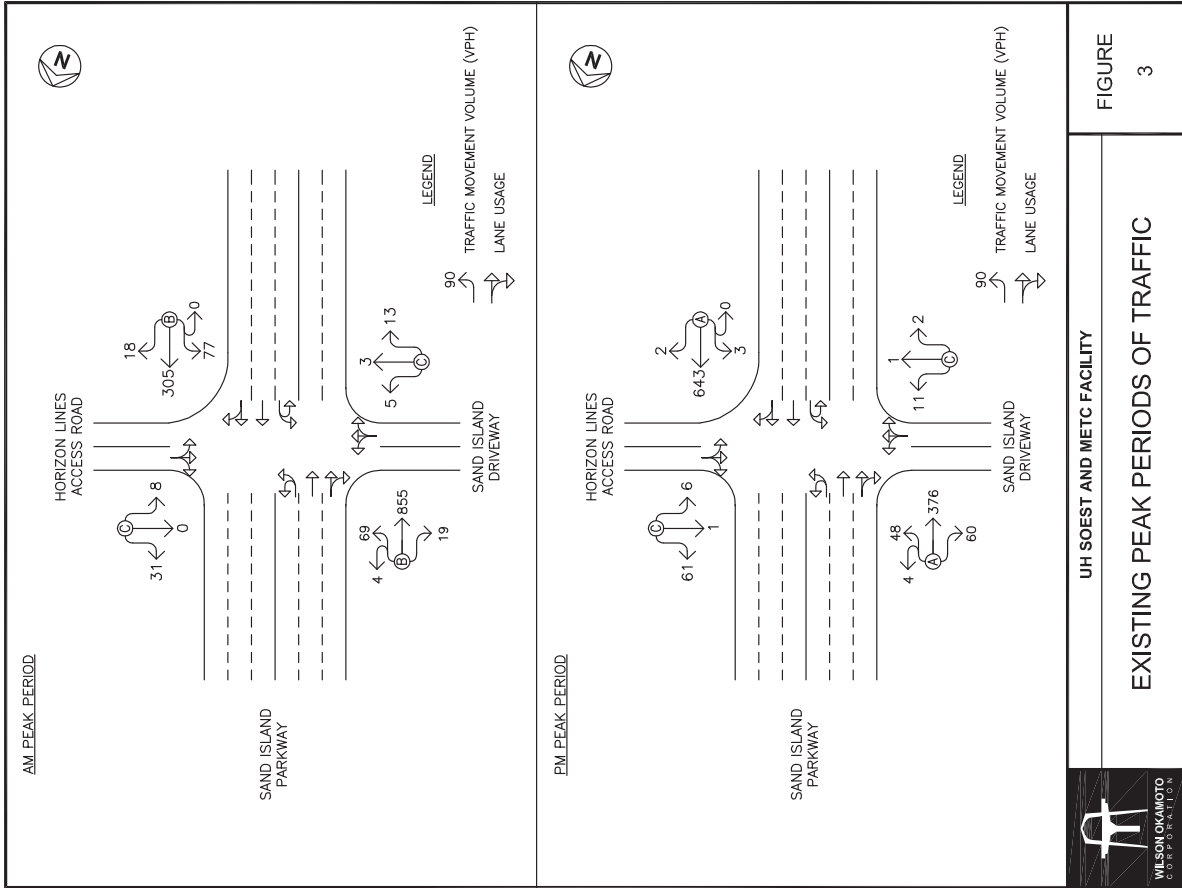 AM PEAK PERIOD
N
HORIZON LINES
ACCESS ROAD
31
C
8
0
18
305
B
0
77
SAND ISLAND
PARKWAY
4
69
B
855
19
SAND ISLAND
DRIVEWAY
3
5
C
13
LEGEND
90
TRAFFIC MOVEMENT VOLUME (VPH)
LANE USAGE
PM PEAK PERIOD
N
HORIZON LINES
ACCESS ROAD
61
C
6
1
2
643
A
0
3
SAND ISLAND
PARKWAY
4
48
A
376
60
SAND ISLAND
DRIVEWAY
1
11
C
2
LEGEND
90
TRAFFIC MOVEMENT VOLUME (VPH)
LANE USAGE
WILSON OKAMOTO
CORPORATION
UH SOEST AND METC FACILITY
EXISTING PEAK PERIODS OF TRAFFIC
FIGURE
3